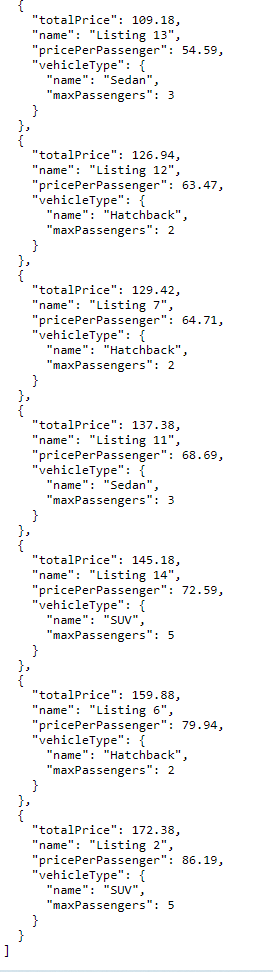 {
"totalPrice": 109.18,
"name": "Listing 13",
"pricePerPassenger": 54.59,
"vehicleType": {
"name": "Sedan",
"maxPassengers": 3
}
},
{
"totalPrice": 126.94,
"name": "Listing 12",
"pricePerPassenger": 63.47,
"vehicleType": {
"name": "Hatchback",
"maxPassengers": 2
}
},
{
"totalPrice": 129.42,
"name": "Listing 7",
"pricePerPassenger": 64.71,
"vehicleType": {
"name": "Hatchback",
"maxPassengers": 2
}
},
{
"totalPrice": 137.38,
"name": "Listing 11",
"pricePerPassenger": 68.69,
"vehicleType": {
"name": "Sedan",
"maxPassengers": 3
}
},
{
"totalPrice": 145.18,
"name": "Listing 14",
"pricePerPassenger": 72.59,
"vehicleType": {
"name": "SUV",
"maxPassengers": 5
}
},
{
"totalPrice": 159.88,
"name": "Listing 6",
"pricePerPassenger": 79.94,
"vehicleType": {
"name": "Hatchback",
"maxPassengers": 2
}
},
{
"totalPrice": 172.38,
"name": "Listing 2",
"pricePerPassenger": 86.19,
"vehicleType": {
"name": "SUV",
"maxPassengers": 5
}
}
]